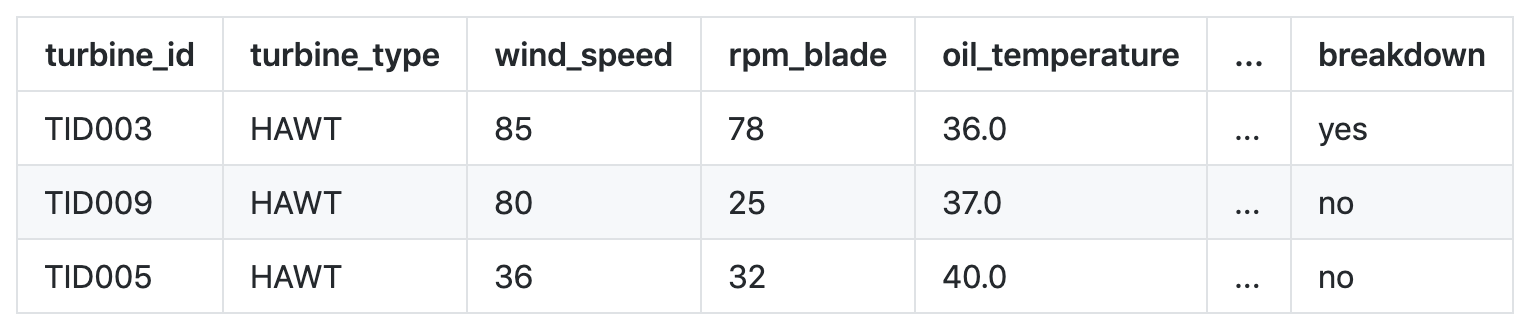 turbine_id turbine_type wind_speed rpm_blade oil_temperature ... breakdown
TID003 HAWT 85 78 36.0 ... yes
TID009 HAWT 80 25 37.0 ... no
TID005 HAWT 36 32 40.0 ... no